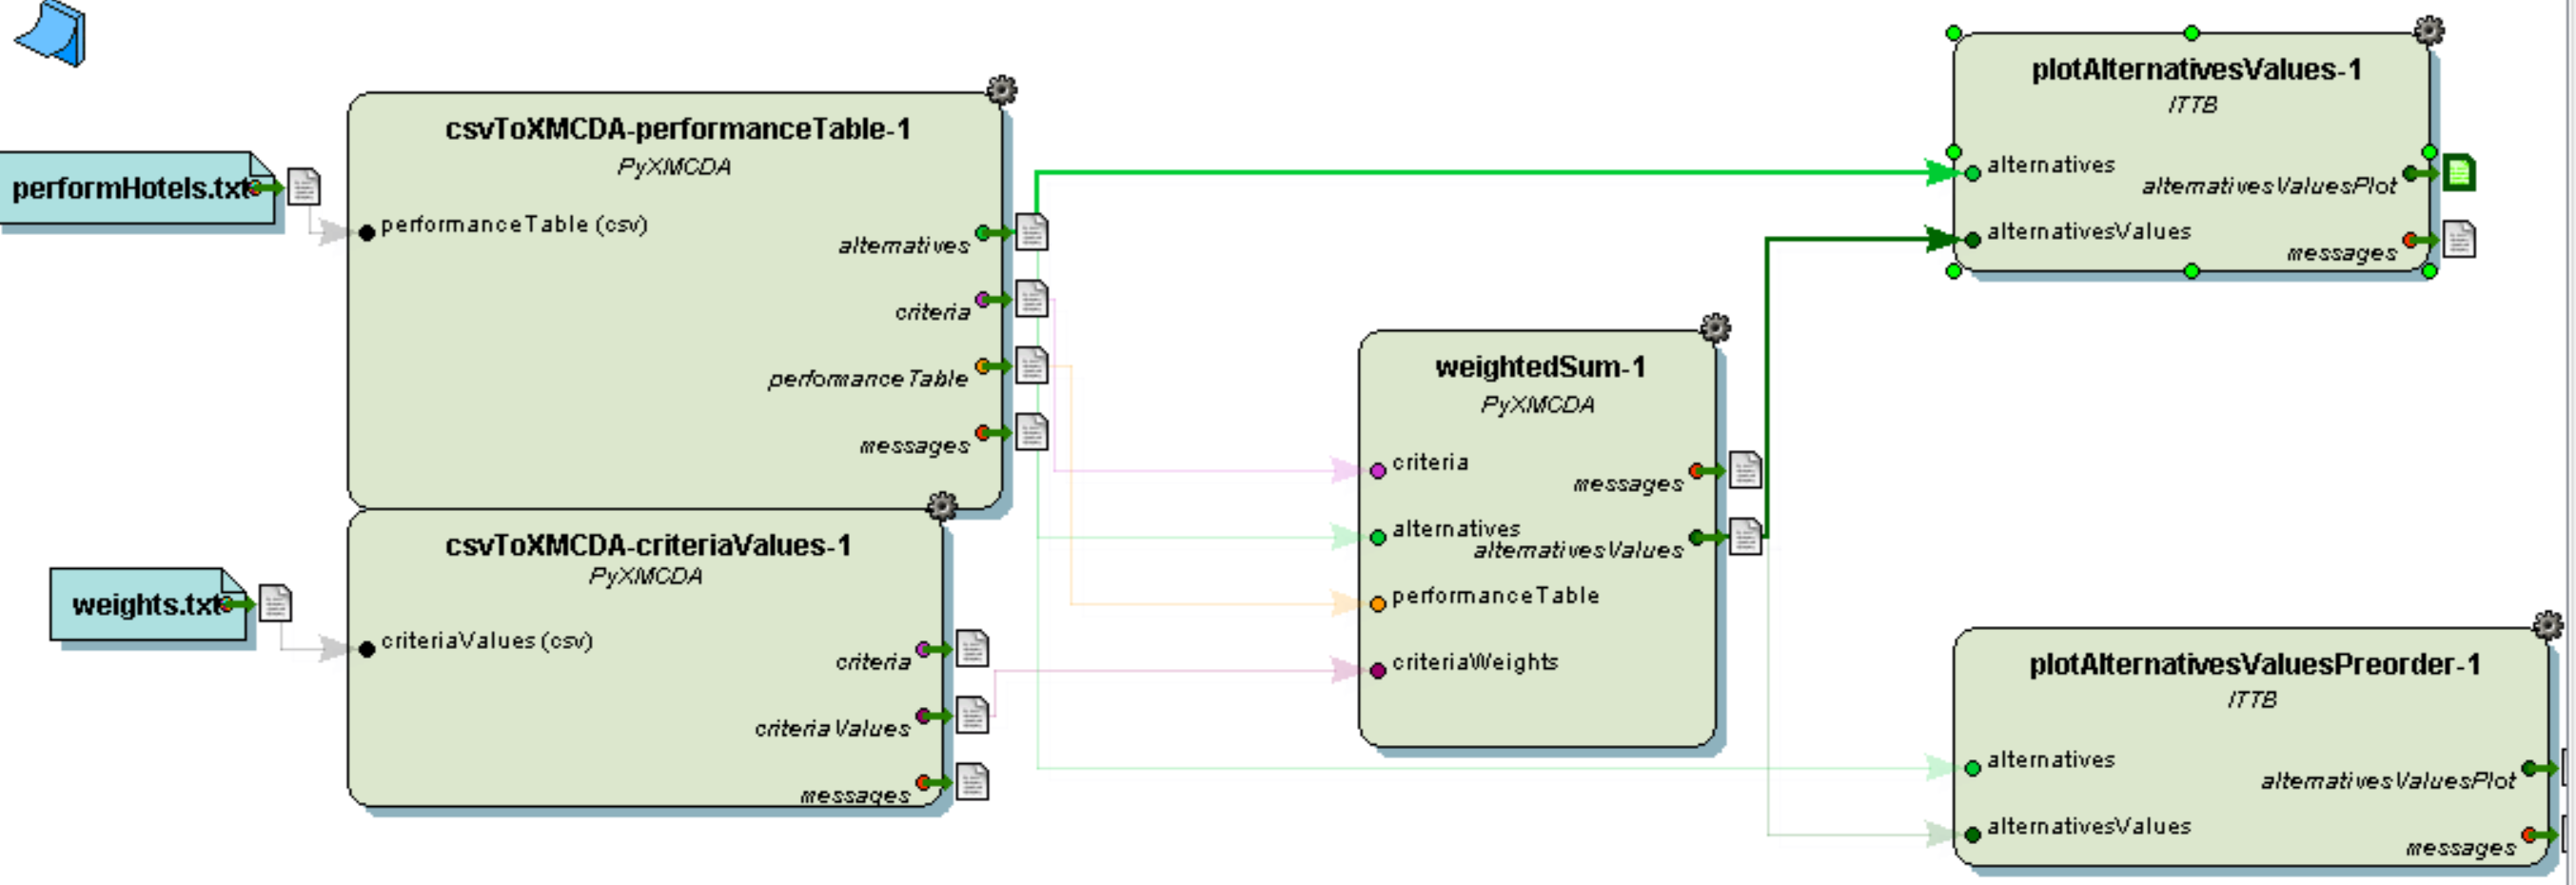 performHotels.txt
csvToXMCDA-performanceTable-1
PyXMCDA
performanceTable (csv)
alternatives
criteria
performanceTable
messages
weights.txt
csvToXMCDA-criteriaValues-1
PyXMCDA
criteriaValues (csv)
criteria
criteriaValues
messages
weightedSum-1
PyXMCDA
criteria
messages
alternatives
alternativesValues
performanceTable
criteriaWeights
plotAlternativesValues-1
ITTB
alternatives
alternativesValuesPlot
alternativesValues
messages
plotAlternativesValuesPreorder-1
ITTB
alternatives
alternativesValuesPlot
alternativesValues
messages